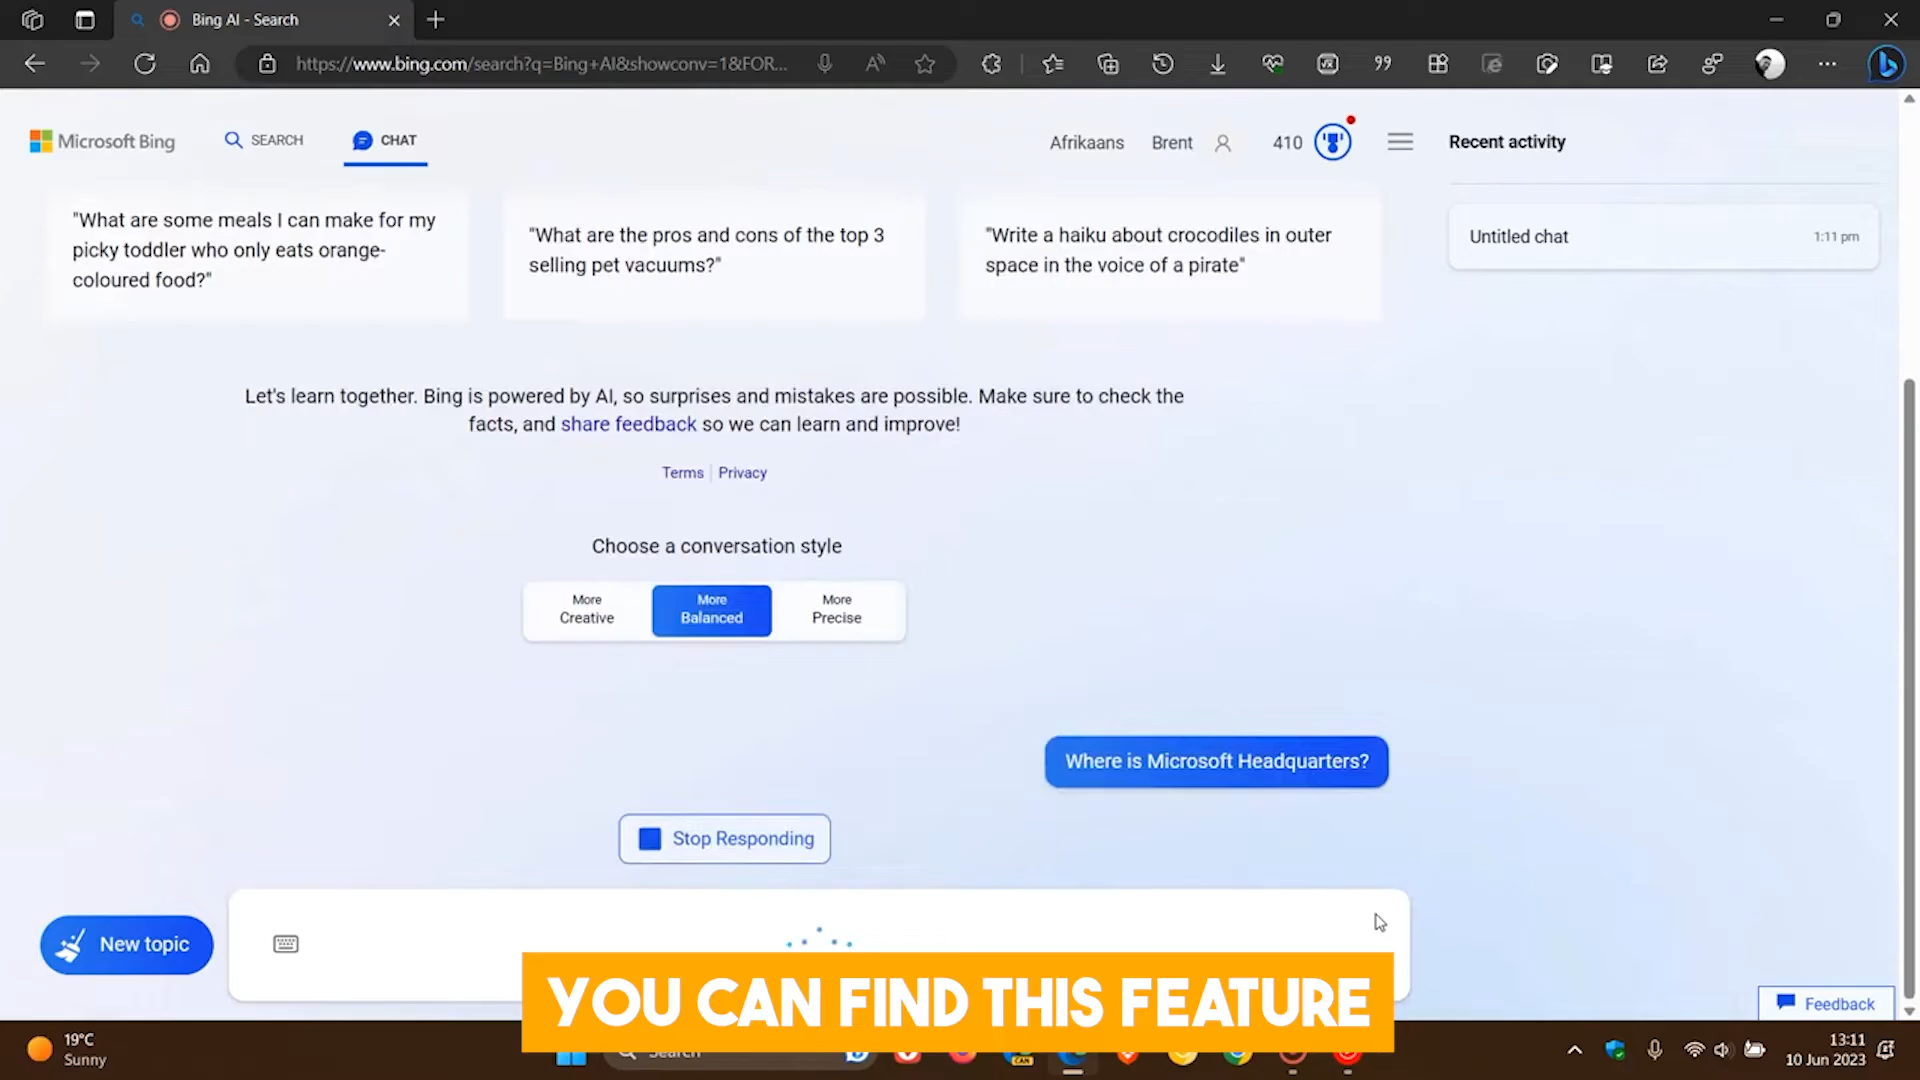 Bing AI - Search
https://www.bing.com/search?q=Bing+AI&showconv=1&FOR...
Microsoft Bing
SEARCH
CHAT
Afrikaans
Brent
410
Recent activity
"What are some meals I can make for my
picky toddler who only eats orange-
coloured food?"
"What are the pros and cons of the top 3
selling pet vacuums?"
"Write a haiku about crocodiles in outer
space in the voice of a pirate"
Untitled chat
1:11 pm
Let's learn together. Bing is powered by AI, so surprises and mistakes are possible. Make sure to check the
facts, and share feedback so we can learn and improve!
Terms
Privacy
Choose a conversation style
More
Creative
More
Balanced
More
Precise
Where is Microsoft Headquarters?
Stop Responding
New topic
YOU CAN FIND THIS FEATURE
Feedback
19°C
Sunny
Search
CAN
13:11
10 Jun 2023